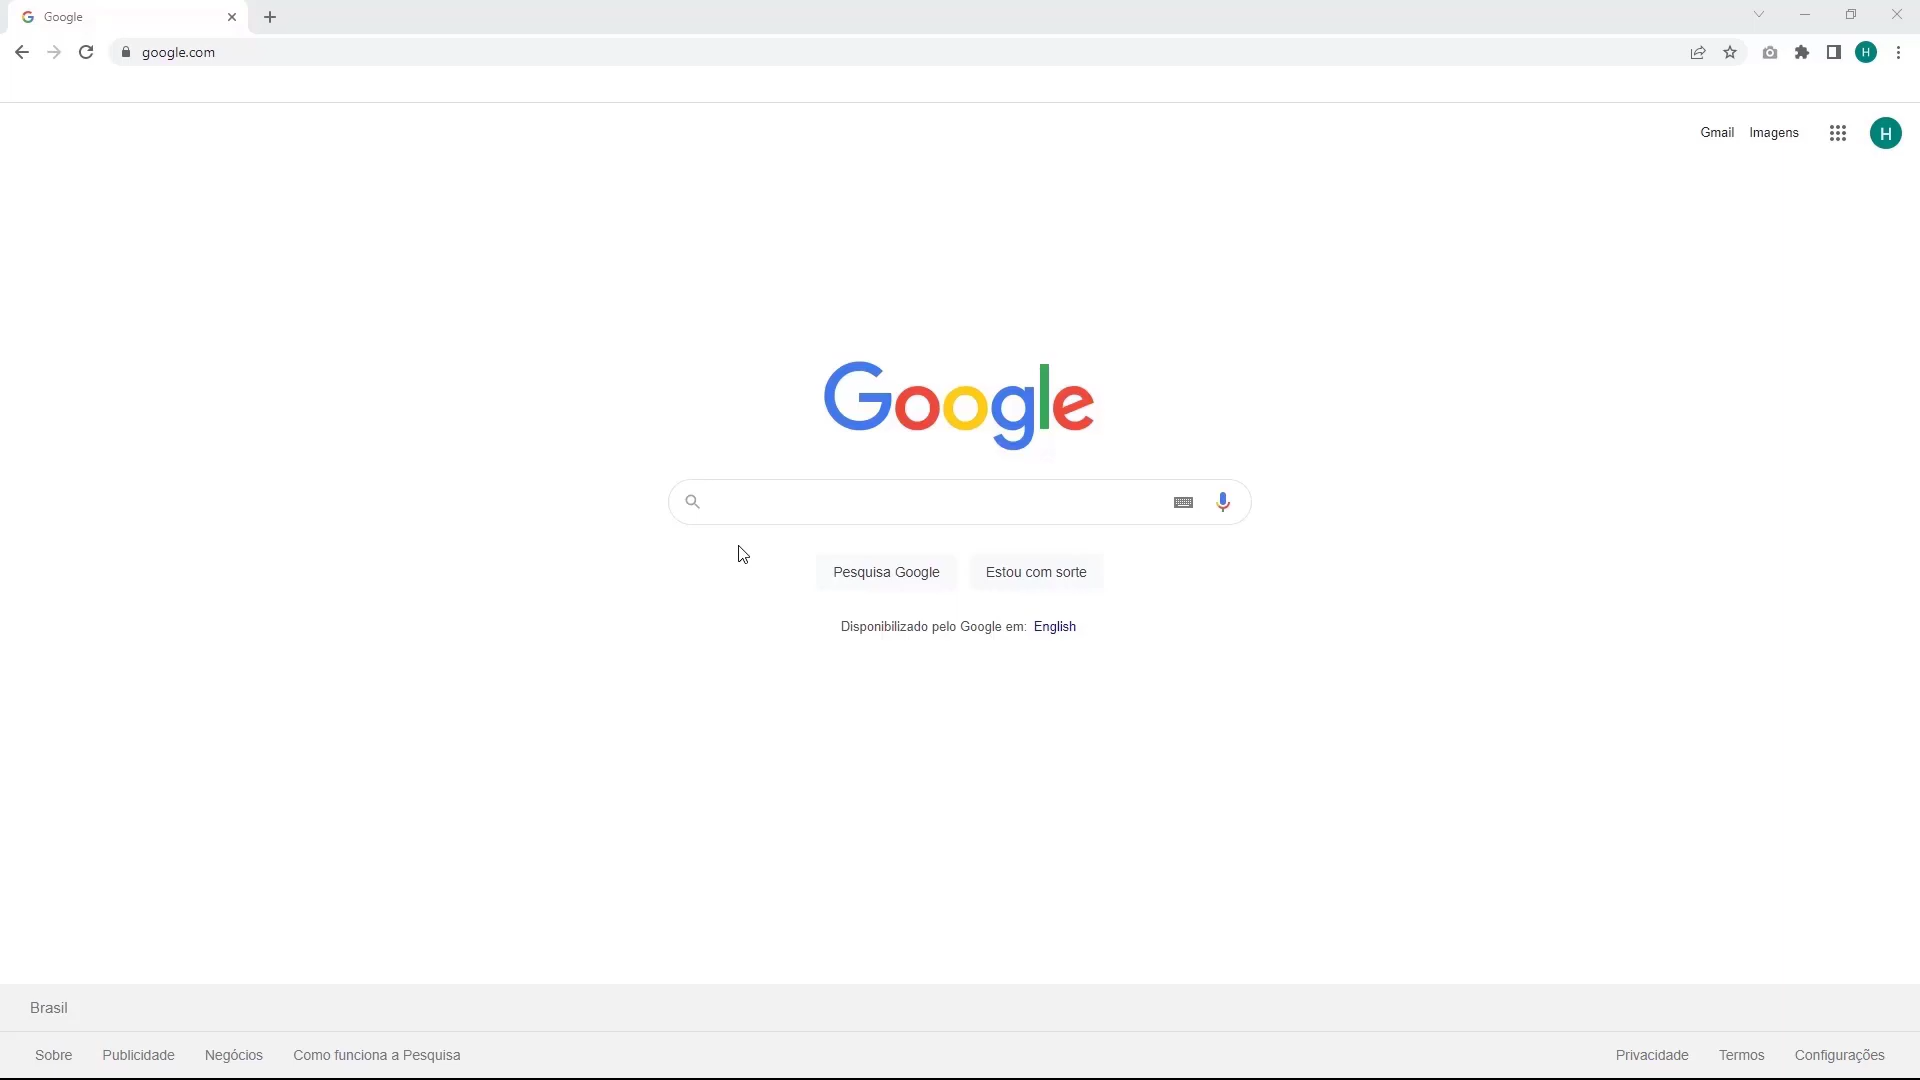 Google
google.com
H
Gmail Imagens H
Google
Pesquisa Google Estou com sorte
Disponibilizado pelo Google em: English
Brasil
Sobre Publicidade Negócios Como funciona a Pesquisa Privacidade Termos Configurações